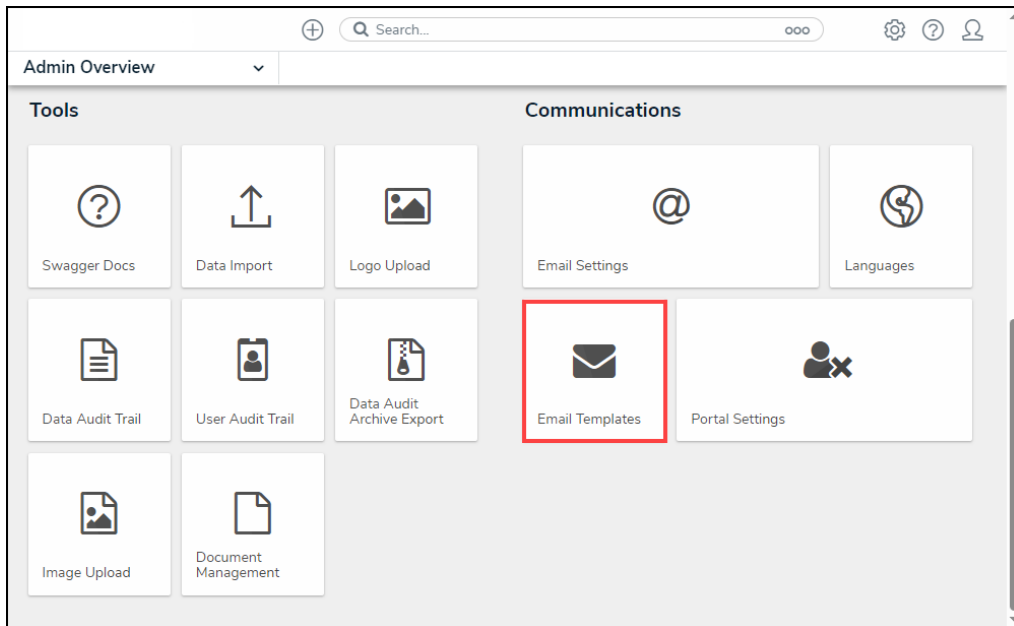 Search...
Admin Overview
Tools
Communications
Swagger Docs
Data Import
Logo Upload
Email Settings
Languages
Data Audit Trail
User Audit Trail
Data Audit
Archive Export
Email Templates
Portal Settings
Image Upload
Document
Management